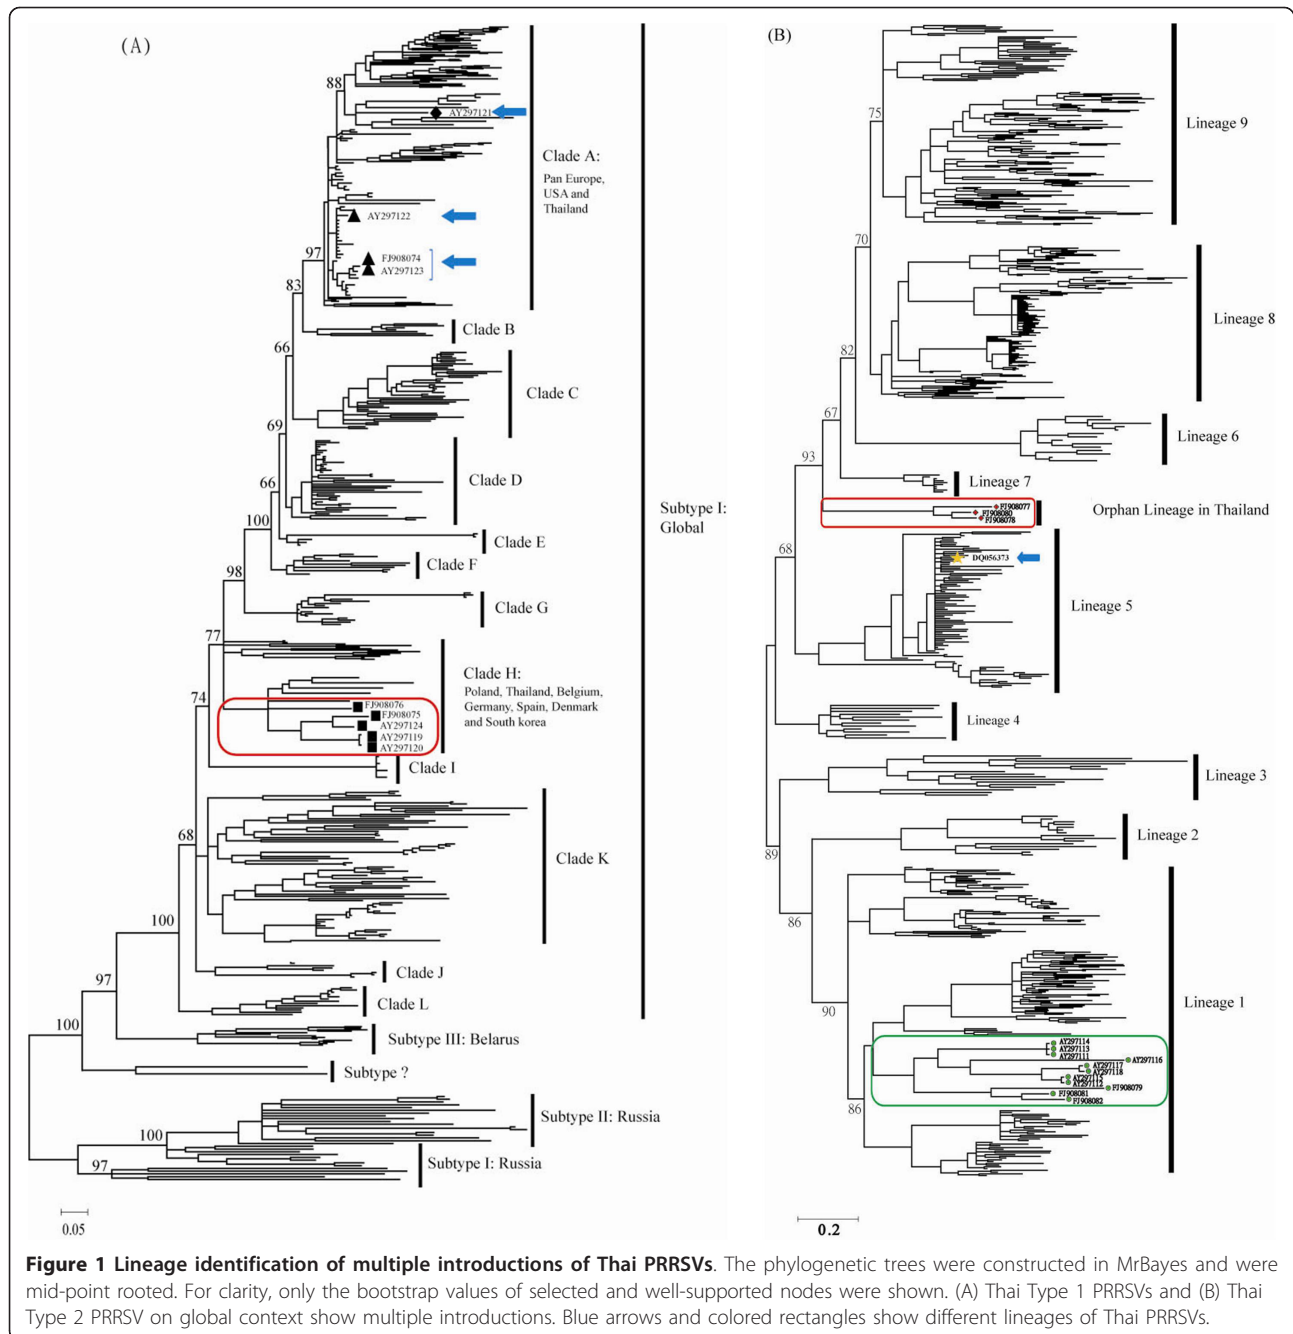 (A)
88
AY297121
Clade A:
Pan Europe,
USA and
Thailand
AY297122
FJ908074
AY297123
97
83
Clade B
66
Clade C
69
Clade D
66
100
Clade E
Clade F
98
Clade G
77
Clade H:
Poland, Thailand, Belgium,
Germany, Spain, Denmark
and South korea
74
FJ908076
FJ908075
AY297124
AY297119
AY297120
Clade I
68
Clade K
100
Clade J
97
Clade L
100
Subtype III: Belarus
Subtype ?
Subtype II: Russia
100
Subtype I: Russia
97
0.05
Subtype I:
Global
(B)
75
Lineage 9
70
Lineage 8
82
Lineage 6
67
93
Lineage 7
FJ908077
FJ908080
FJ908078
Orphan Lineage in Thailand
68
DQ056373
Lineage 5
Lineage 4
Lineage 3
89
Lineage 2
86
Lineage 1
90
AY297114
AY297113
AY297111
AY297116
AY297117
AY297118
AY297115
AY297112
FJ908079
FJ908081
FJ908082
86
0.2
Figure 1 Lineage identification of multiple introductions of Thai PRRSVs. The phylogenetic trees were constructed in MrBayes and were
mid-point rooted. For clarity, only the bootstrap values of selected and well-supported nodes were shown. (A) Thai Type 1 PRRSVs and (B) Thai
Type 2 PRRSV on global context show multiple introductions. Blue arrows and colored rectangles show different lineages of Thai PRRSVs.